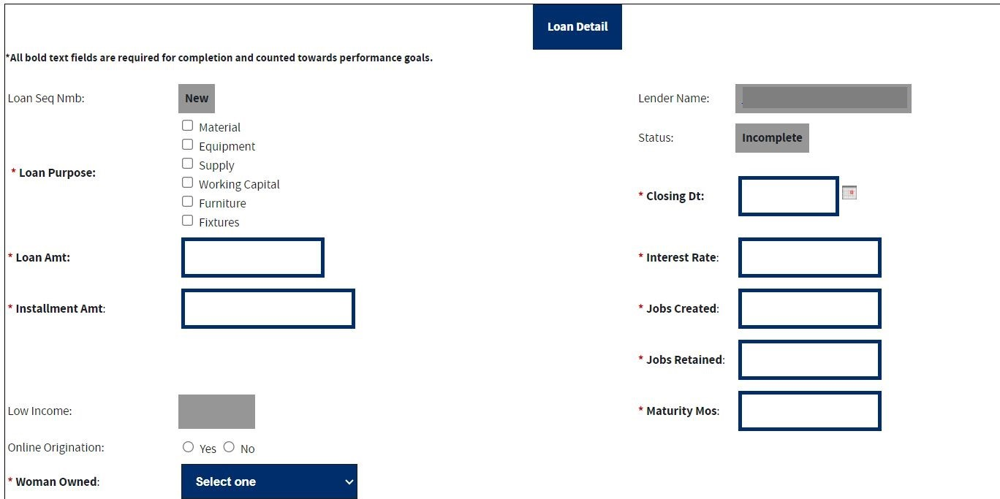 Loan Detail
*All bold text fields are required for completion and counted towards performance goals.
Loan Seq Nmb:
New
Lender Name:
Material
Status:
Incomplete
Equipment
Supply
* Loan Purpose:
Working Capital
* Closing Dt:
Furniture
Fixtures
* Loan Amt:
* Interest Rate:
* Installment Amt:
* Jobs Created:
* Jobs Retained:
Low Income:
* Maturity Mos:
Online Origination:
Yes
No
* Woman Owned:
Select one